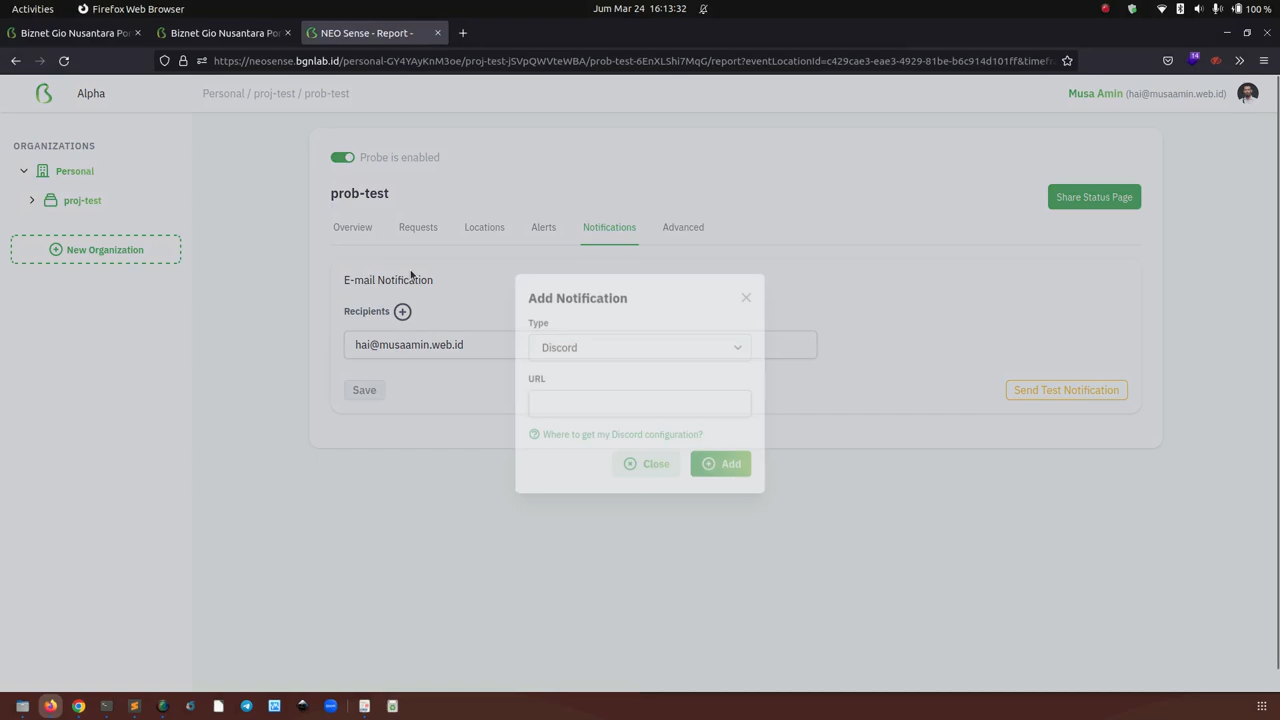 Activities
Firefox Web Browser
Jum Mar 24 16:13:32
100 %
Biznet Gio Nusantara Por
Biznet Gio Nusantara Por
NEO Sense - Report -
https://neosense.bgnlab.id/personal-GY4YAyKnM3oe/proj-test-jSVpQWVteWBA/prob-test-6EnXLShi7MqG/report?eventLocationId=c429cae3-eae3-4929-81be-b6c914d101ff&timefr
14
Alpha
Personal / proj-test / prob-test
Musa Amin (hai@musaamin.web.id)
ORGANIZATIONS
Personal
proj-test
New Organization
Probe is enabled
prob-test
Share Status Page
Overview
Requests
Locations
Alerts
Notifications
Advanced
E-mail Notification
Recipients
hai@musaamin.web.id
Save
Send Test Notification
Add Notification
Type
Discord
URL
Where to get my Discord configuration?
Close
Add